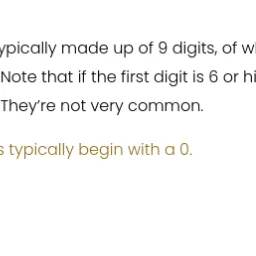 ypically made up of 9 digits, of w
Note that if the first digit is 6 or hi
They're not very common.
s typically begin with a 0.